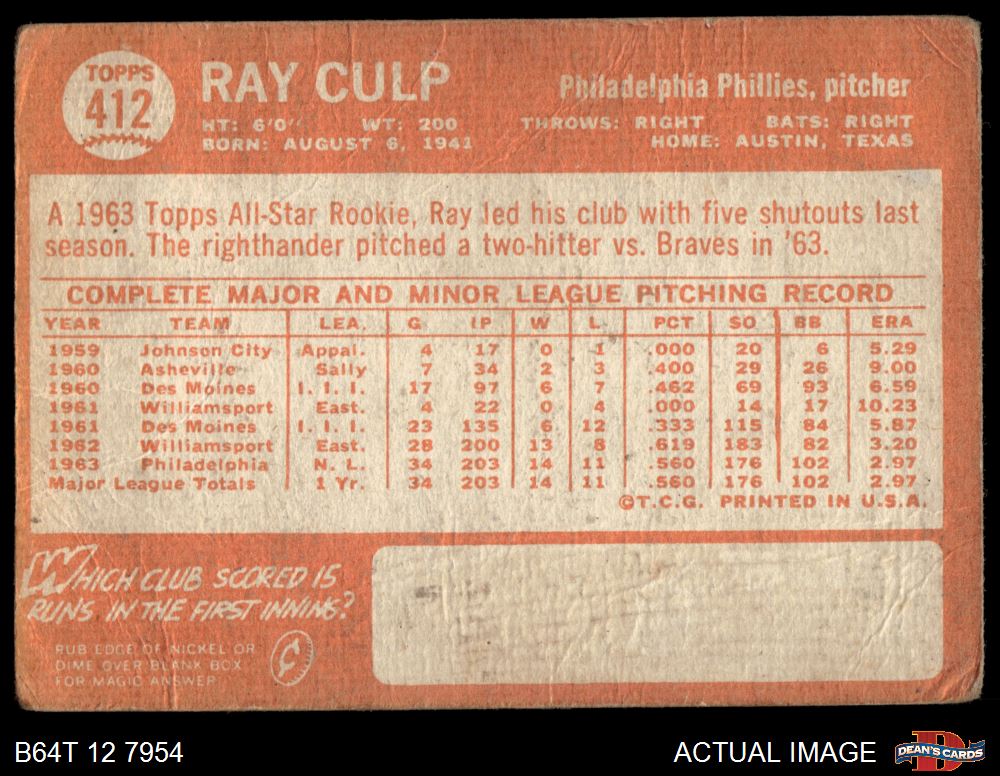 TOPPS
412
RAY CULP
Philadelphia Phillies, pitcher
HT: 6'0" WT: 200 THROWS: RIGHT BATS: RIGHT
BORN: AUGUST 6, 1941 HOME: AUSTIN, TEXAS
A 1963 Topps All-Star Rookie, Ray led his club with five shutouts last
season. The righthander pitched a two-hitter vs. Braves in '63.
COMPLETE MAJOR AND MINOR LEAGUE PITCHING RECORD
YEAR TEAM LEA. G IP W L PCT SO BB ERA
1959 Johnson City Appal. 4 17 0 1 .000 20 6 5.29
1960 Asheville Sally 7 34 2 3 .400 29 26 9.00
1960 Des Moines I. I. I. 17 97 6 7 .462 69 93 6.59
1961 Williamsport East. 4 22 0 4 .000 14 17 10.23
1961 Des Moines I. I. I. 23 135 6 12 .333 115 84 5.87
1962 Williamsport East. 28 200 13 8 .619 183 82 3.20
1963 Philadelphia N. L. 34 203 14 11 .560 176 102 2.97
Major League Totals 1 Yr. 34 203 14 11 .560 176 102 2.97
©T.C.G. PRINTED IN U.S.A.
WHICH CLUB SCORED 15
RUNS IN THE FIRST INNING?
RUB EDGE OF NICKEL OR
DIME OVER BLANK BOX
FOR MAGIC ANSWER
¢
B64T 12 7954
ACTUAL IMAGE
D
DEAN'S CARDS